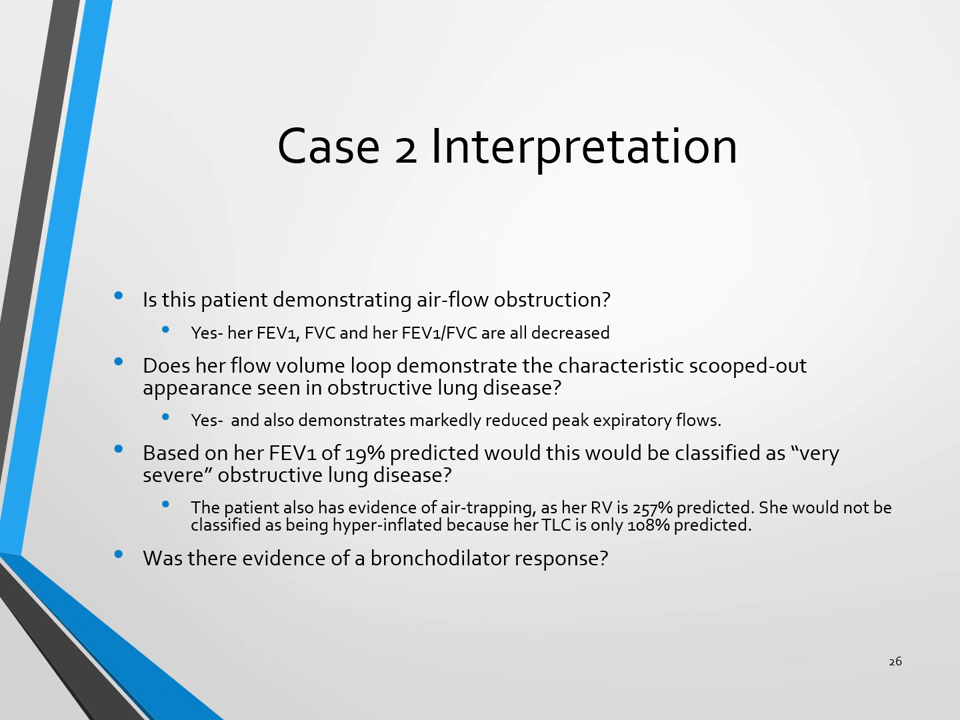 Case 2 Interpretation
• Is this patient demonstrating air-flow obstruction?
• Yes- her FEV1, FVC and her FEV1/FVC are all decreased
• Does her flow volume loop demonstrate the characteristic scooped-out
appearance seen in obstructive lung disease?
• Yes- and also demonstrates markedly reduced peak expiratory flows.
• Based on her FEV1 of 19% predicted would this would be classified as “very
severe” obstructive lung disease?
• The patient also has evidence of air-trapping, as her RV is 257% predicted. She would not be
classified as being hyper-inflated because her TLC is only 108% predicted.
• Was there evidence of a bronchodilator response?
26